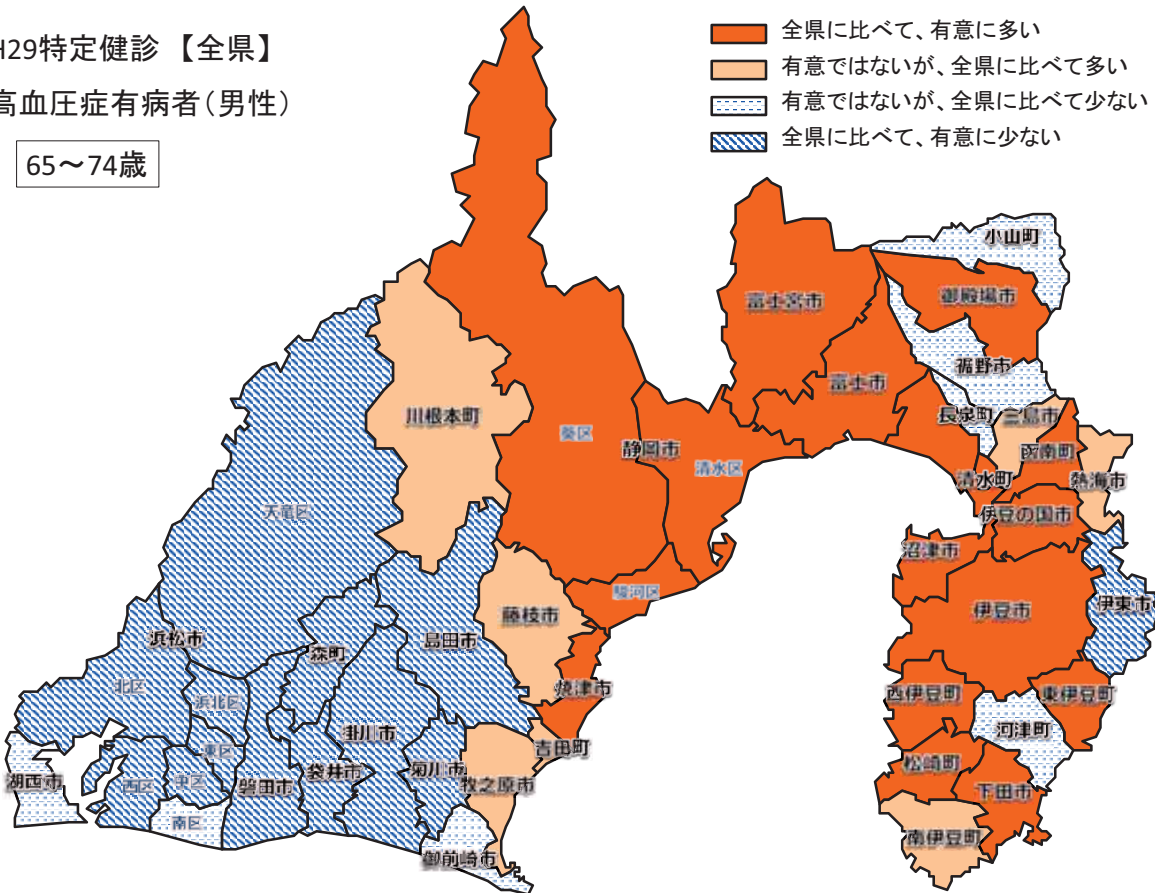 H29特定健診 【全県】
高血圧症有病者(男性)
65～74歳
全県に比べて、有意に多い
有意ではないが、全県に比べて多い
有意ではないが、全県に比べて少ない
全県に比べて、有意に少ない
小山町
富士宮市
御殿場市
裾野市
富士市
川根本町
長泉町
三島市
葵区
静岡市
清水区
函南町
清水町
熱海市
天竜区
伊豆の国市
沼津市
駿河区
伊豆市
伊東市
藤枝市
浜松市
島田市
森町
北区
浜北区
焼津市
西伊豆町
東伊豆町
掛川市
河津町
東区
吉田町
湖西市
西区
中区
磐田市
袋井市
菊川市
牧之原市
松崎町
下田市
南区
御前崎市
南伊豆町